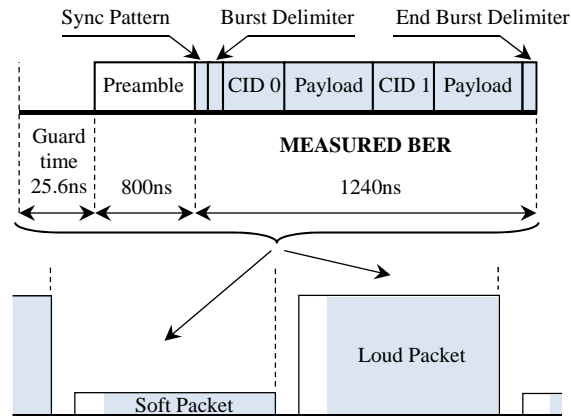 Sync Pattern
Burst Delimiter
End Burst Delimiter
Preamble
CID 0
Payload
CID 1
Payload
Guard
time
25.6ns
800ns
MEASURED BER
1240ns
Soft Packet
Loud Packet